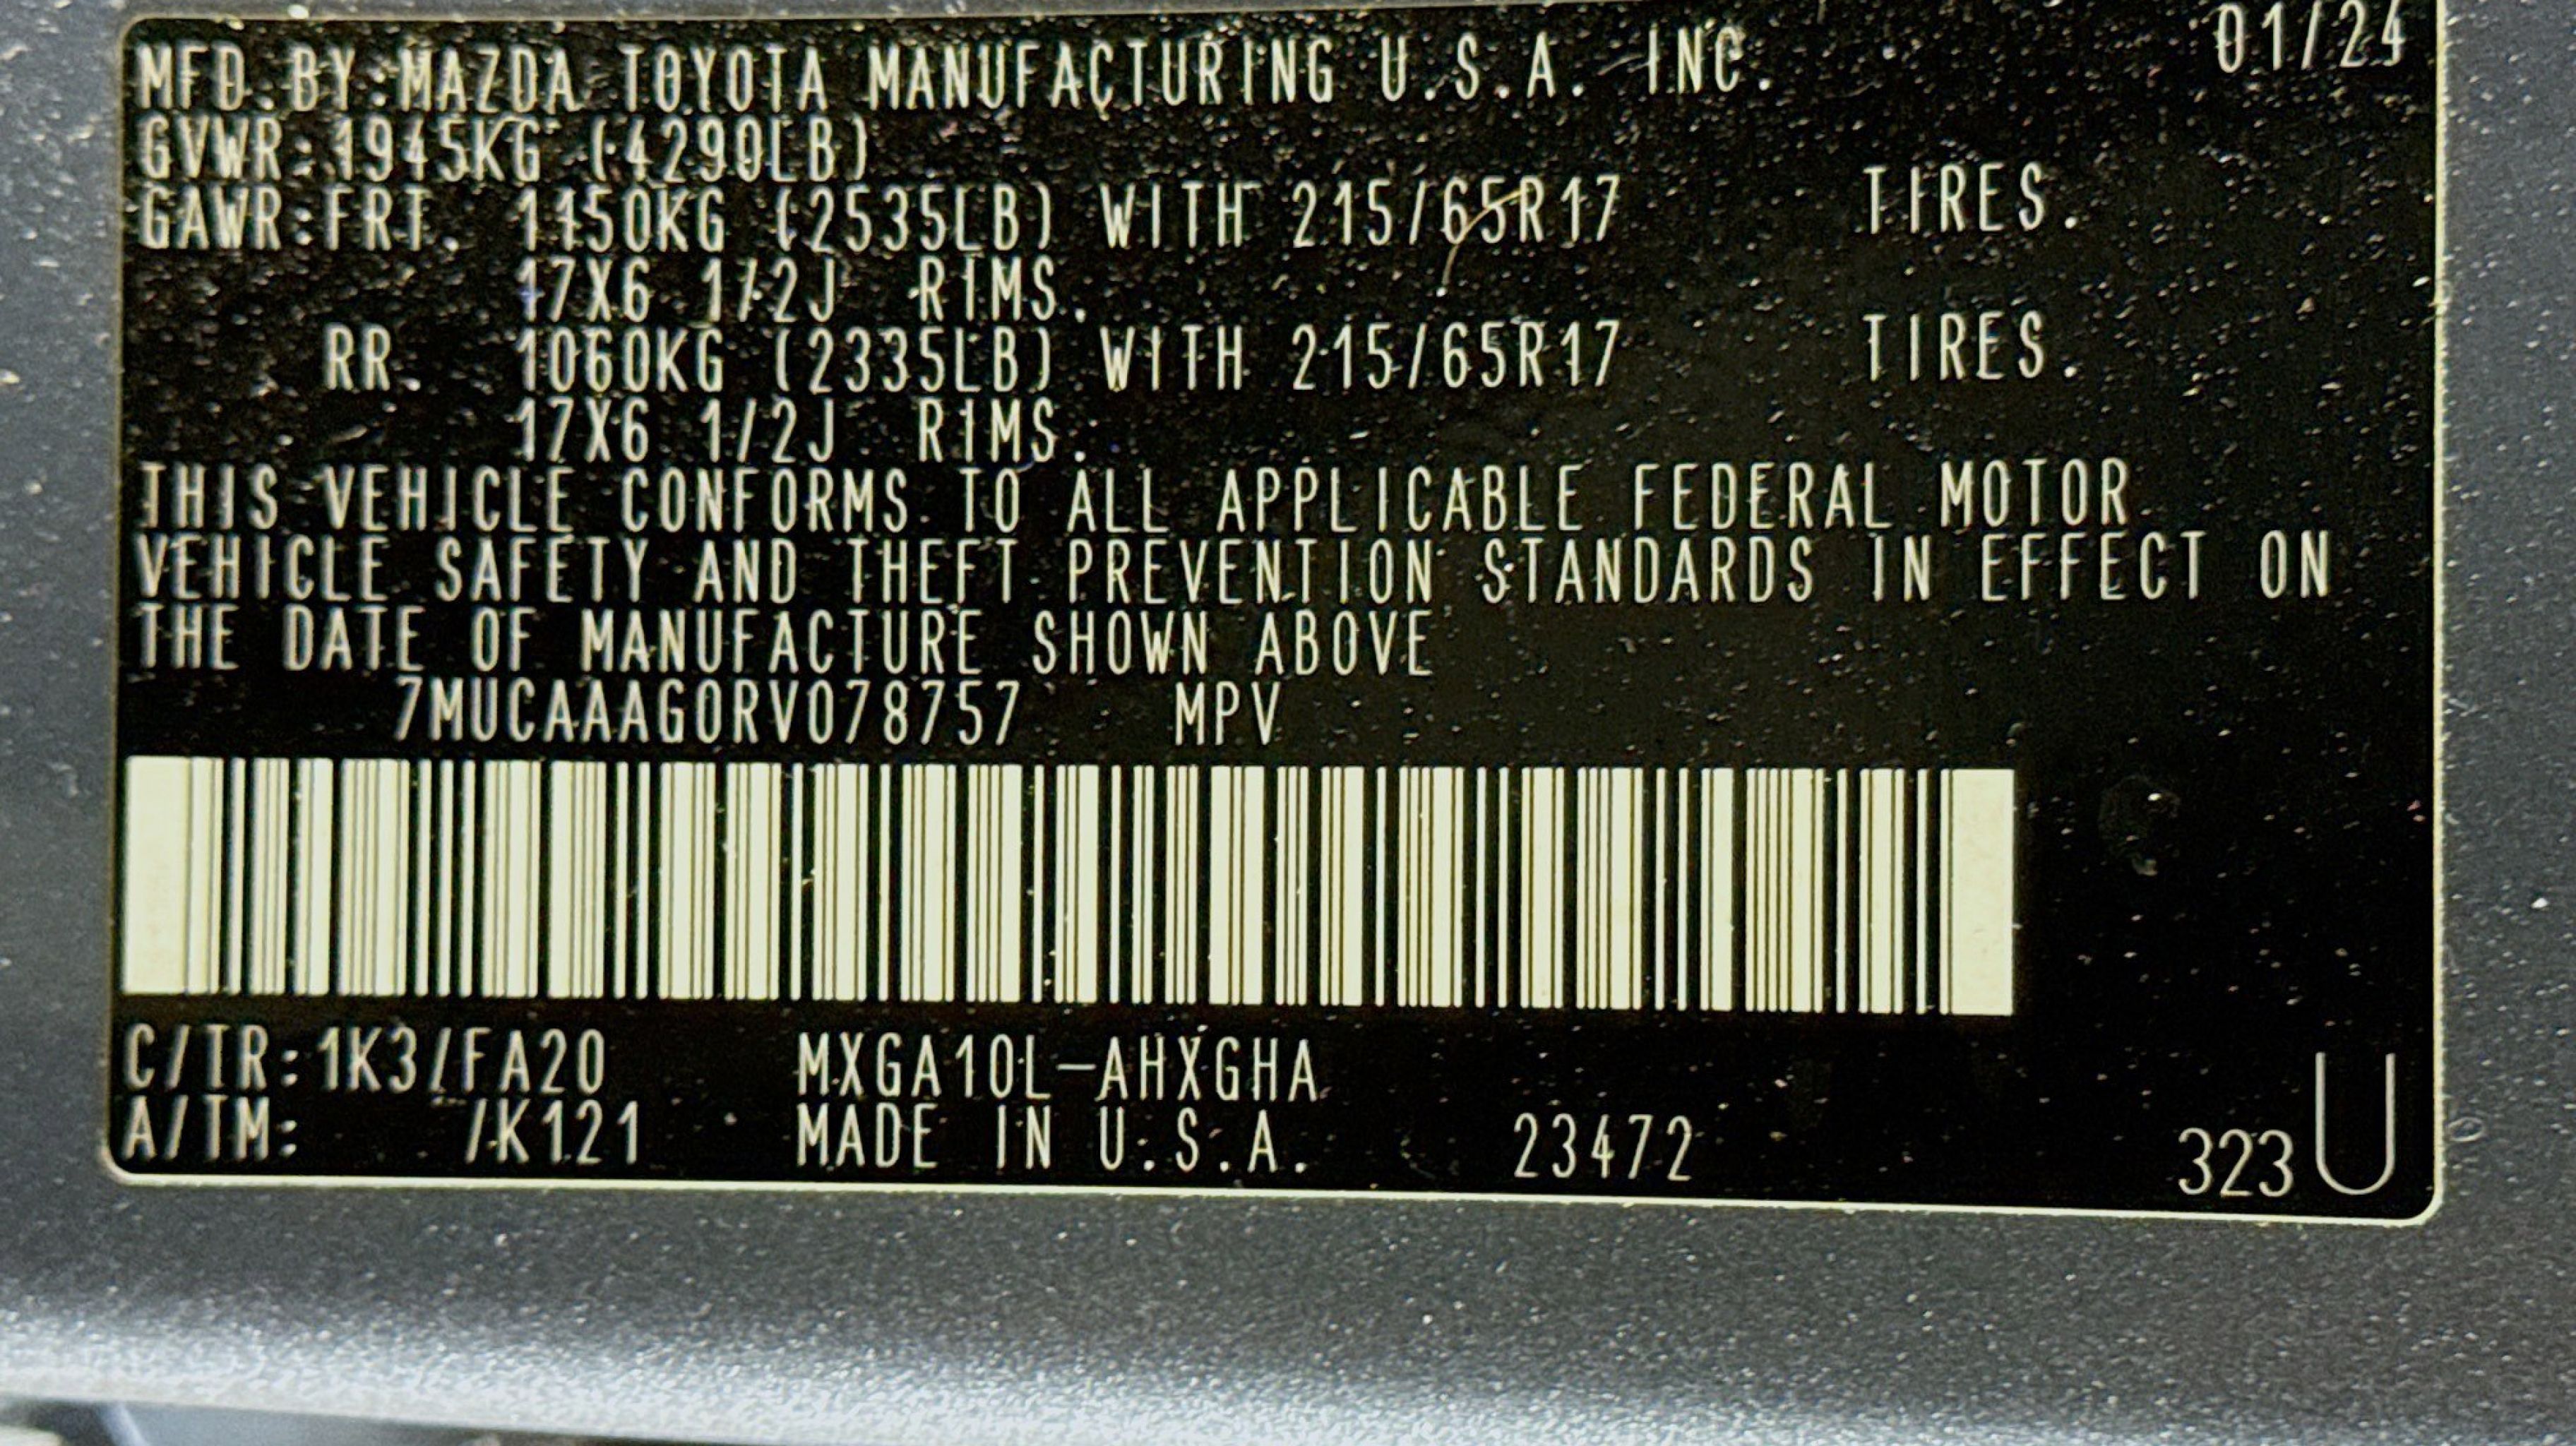 01/24
MFD.BY:MAZDA TOYOTA MANUFACTURING U.S.A. INC.
GVWR:1945KG (4290LB)
GAWR:FRT. 1150KG (2535LB) WITH 215/65R17 TIRES.
17X6 1/2J RIMS.
RR. 1060KG (2335LB) WITH 215/65R17 TIRES.
17X6 1/2J RIMS.
THIS VEHICLE CONFORMS TO ALL APPLICABLE FEDERAL MOTOR
VEHICLE SAFETY AND THEFT PREVENTION STANDARDS IN EFFECT ON
THE DATE OF MANUFACTURE SHOWN ABOVE
7MUCAAAG0RV078757 MPV
C/TR:1K3/FA20 MXGA10L-AHXGHA
A/TM: /K121 MADE IN U.S.A. 23472 323U